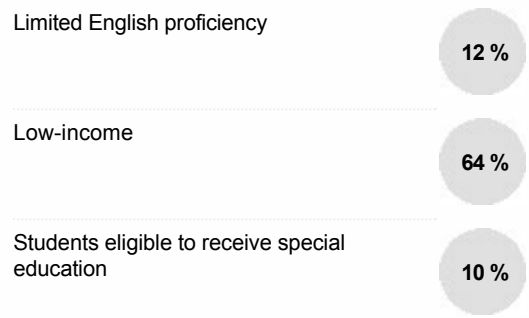 Limited English proficiency
12 %
Low-income
64 %
Students eligible to receive special
education
10 %